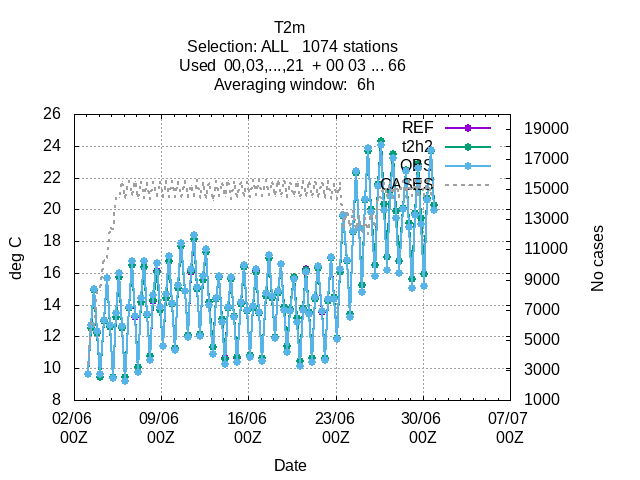 T2m
Selection: ALL   1074 stations
Used  00,03,...,21  + 00 03 ... 66
Averaging window:  6h
REF
t2h2
OBS
CASES
26
24
22
20
18
16
14
12
10
8
deg C
19000
17000
15000
13000
11000
9000
7000
5000
3000
1000
No cases
02/06 09/06 16/06 23/06 30/06 07/07
00Z 00Z 00Z 00Z 00Z 00Z
Date